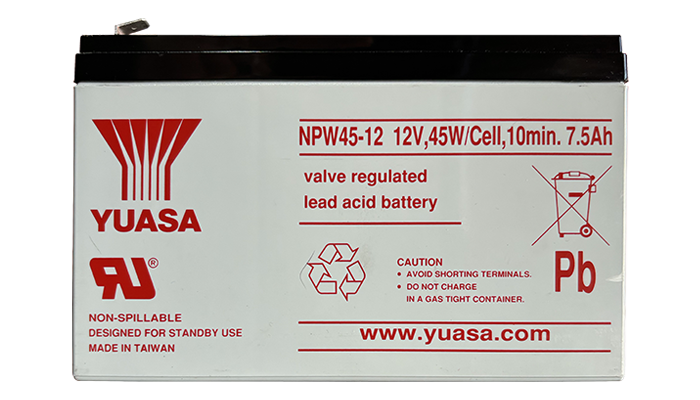 YUASA
NPW45-12 12V,45W/Cell,10min. 7.5Ah
valve regulated
lead acid battery
RU®
NON-SPILLABLE
DESIGNED FOR STANDBY USE
MADE IN TAIWAN
CAUTION
• AVOID SHORTING TERMINALS.
• DO NOT CHARGE
IN A GAS TIGHT CONTAINER.
Pb
www.yuasa.com